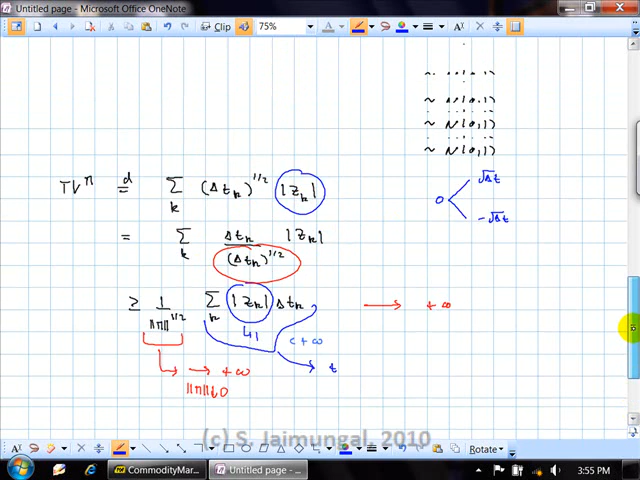 Untitled page - Microsoft Office OneNote
Clip 75%
~ N(0,1)
~ N(0,1)
~ N(0,1)
TV^Π =^d Σ_k (Δt_k)^{1/2} |Z_k|
0 √Δt
-√Δt
= Σ_k Δt_k / (Δt_k)^{1/2} |Z_k|
≥ 1/||Π||^{1/2} Σ_k |Z_k| Δt_k → +∞
< +∞
→ t
→ +∞
||Π||↓0
(c) S. Jaimungal, 2010
Rotate
CommodityMar...
Untitled page - Micr...
3:55 PM